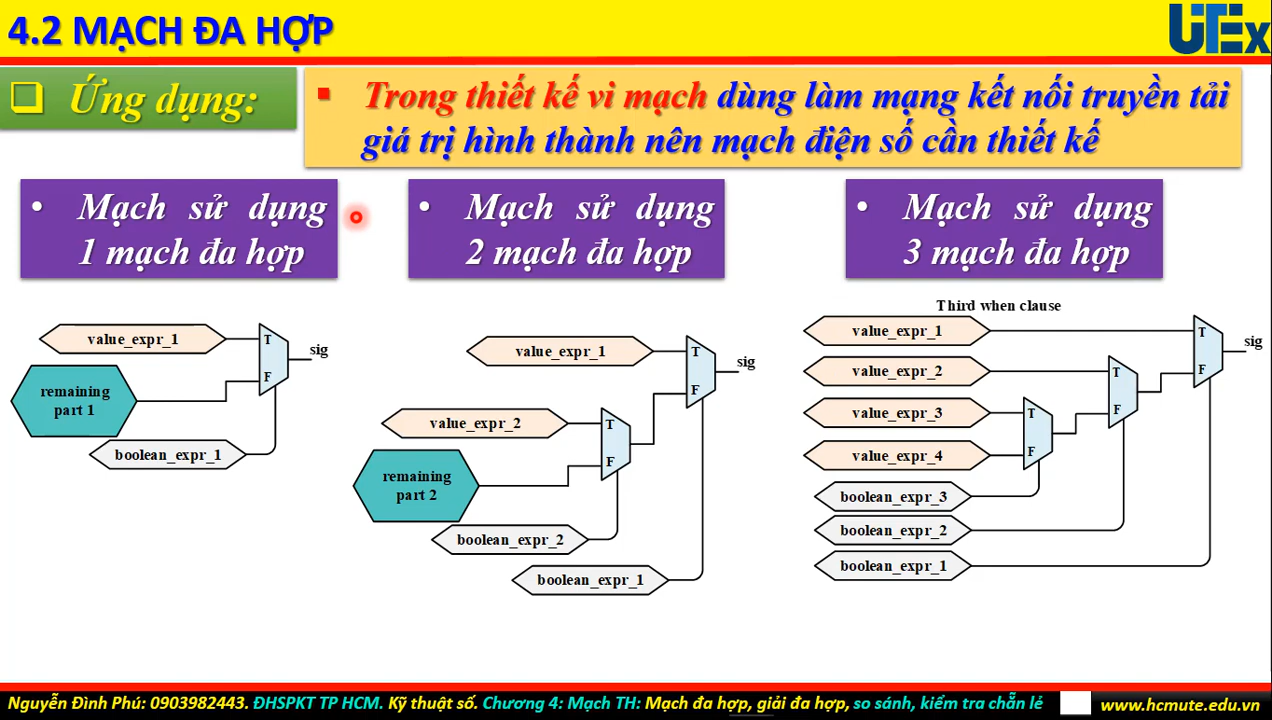 4.2 MẠCH ĐA HỢP
UTEx
Ứng dụng:
Trong thiết kế vi mạch dùng làm mạng kết nối truyền tải
giá trị hình thành nên mạch điện số cần thiết kế
• Mạch sử dụng
1 mạch đa hợp
• Mạch sử dụng
2 mạch đa hợp
• Mạch sử dụng
3 mạch đa hợp
value_expr_1
T
sig
F
remaining
part 1
boolean_expr_1
value_expr_1
T
sig
F
value_expr_2
T
F
remaining
part 2
boolean_expr_2
boolean_expr_1
Third when clause
value_expr_1
T
sig
F
value_expr_2
T
F
value_expr_3
T
F
value_expr_4
boolean_expr_3
boolean_expr_2
boolean_expr_1
Nguyễn Đình Phú: 0903982443. ĐHSPKT TP HCM. Kỹ thuật số. Chương 4: Mạch TH: Mạch đa hợp, giải đa hợp, so sánh, kiểm tra chẵn lẻ
www.hcmute.edu.vn